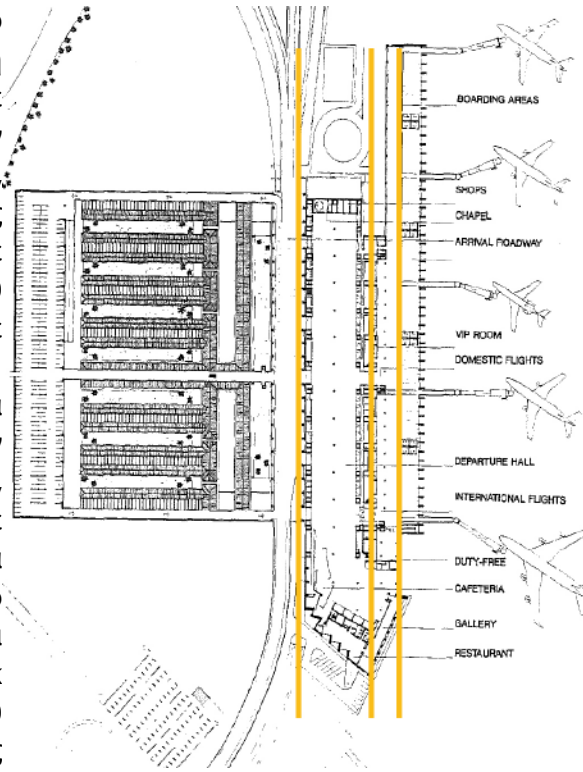 BOARDING AREAS
SHOPS
CHAPEL
ARRIVAL ROADWAY
VIP ROOM
DOMESTIC FLIGHTS
DEPARTURE HALL
INTERNATIONAL FLIGHTS
DUTY-FREE
CAFETERIA
GALLERY
RESTAURANT